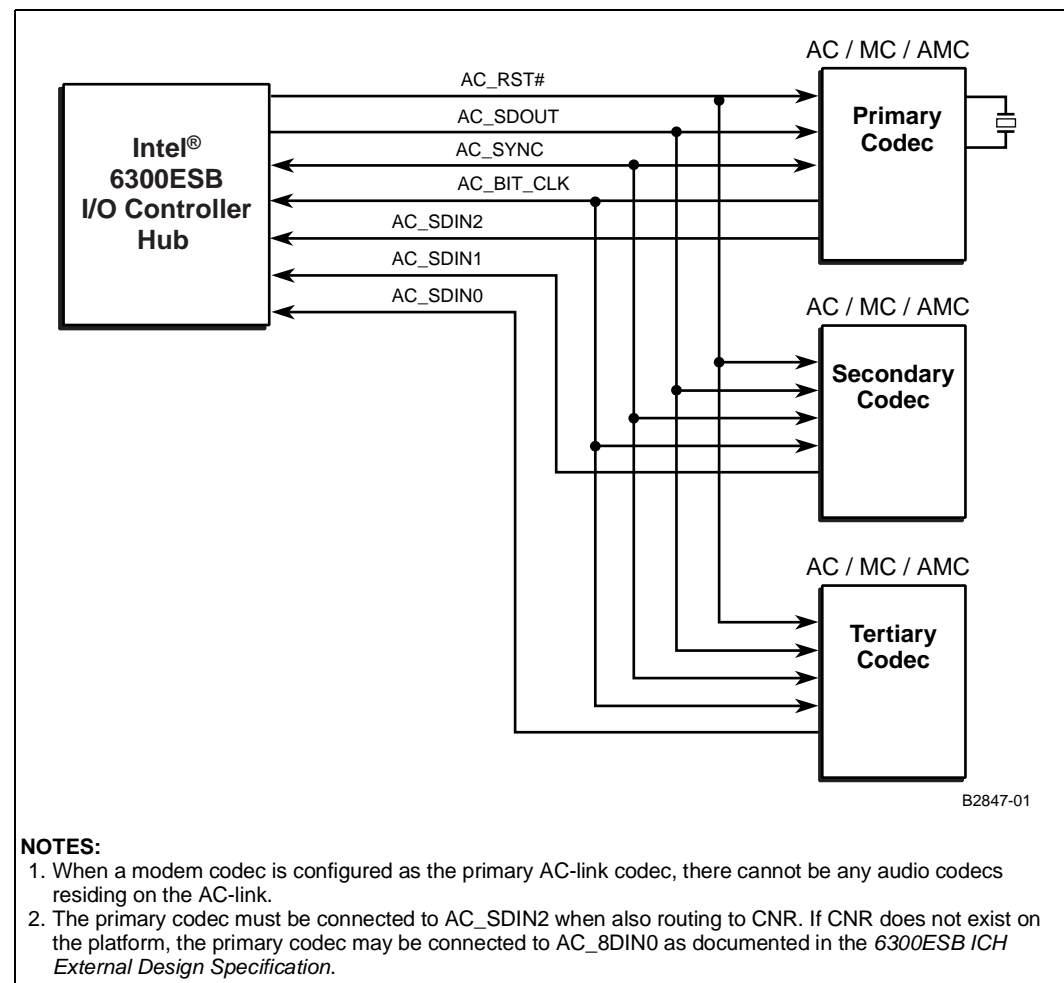 AC / MC / AMC
AC_RST#
AC_SDOUT
AC_SYNC
AC_BIT_CLK
AC_SDIN2
AC_SDIN1
AC_SDIN0
Intel®
6300ESB
I/O Controller
Hub
Primary
Codec
AC / MC / AMC
Secondary
Codec
AC / MC / AMC
Tertiary
Codec
B2847-01
NOTES:
1. When a modem codec is configured as the primary AC-link codec, there cannot be any audio codecs
residing on the AC-link.
2. The primary codec must be connected to AC_SDIN2 when also routing to CNR. If CNR does not exist on
the platform, the primary codec may be connected to AC_8DIN0 as documented in the 6300ESB ICH
External Design Specification.